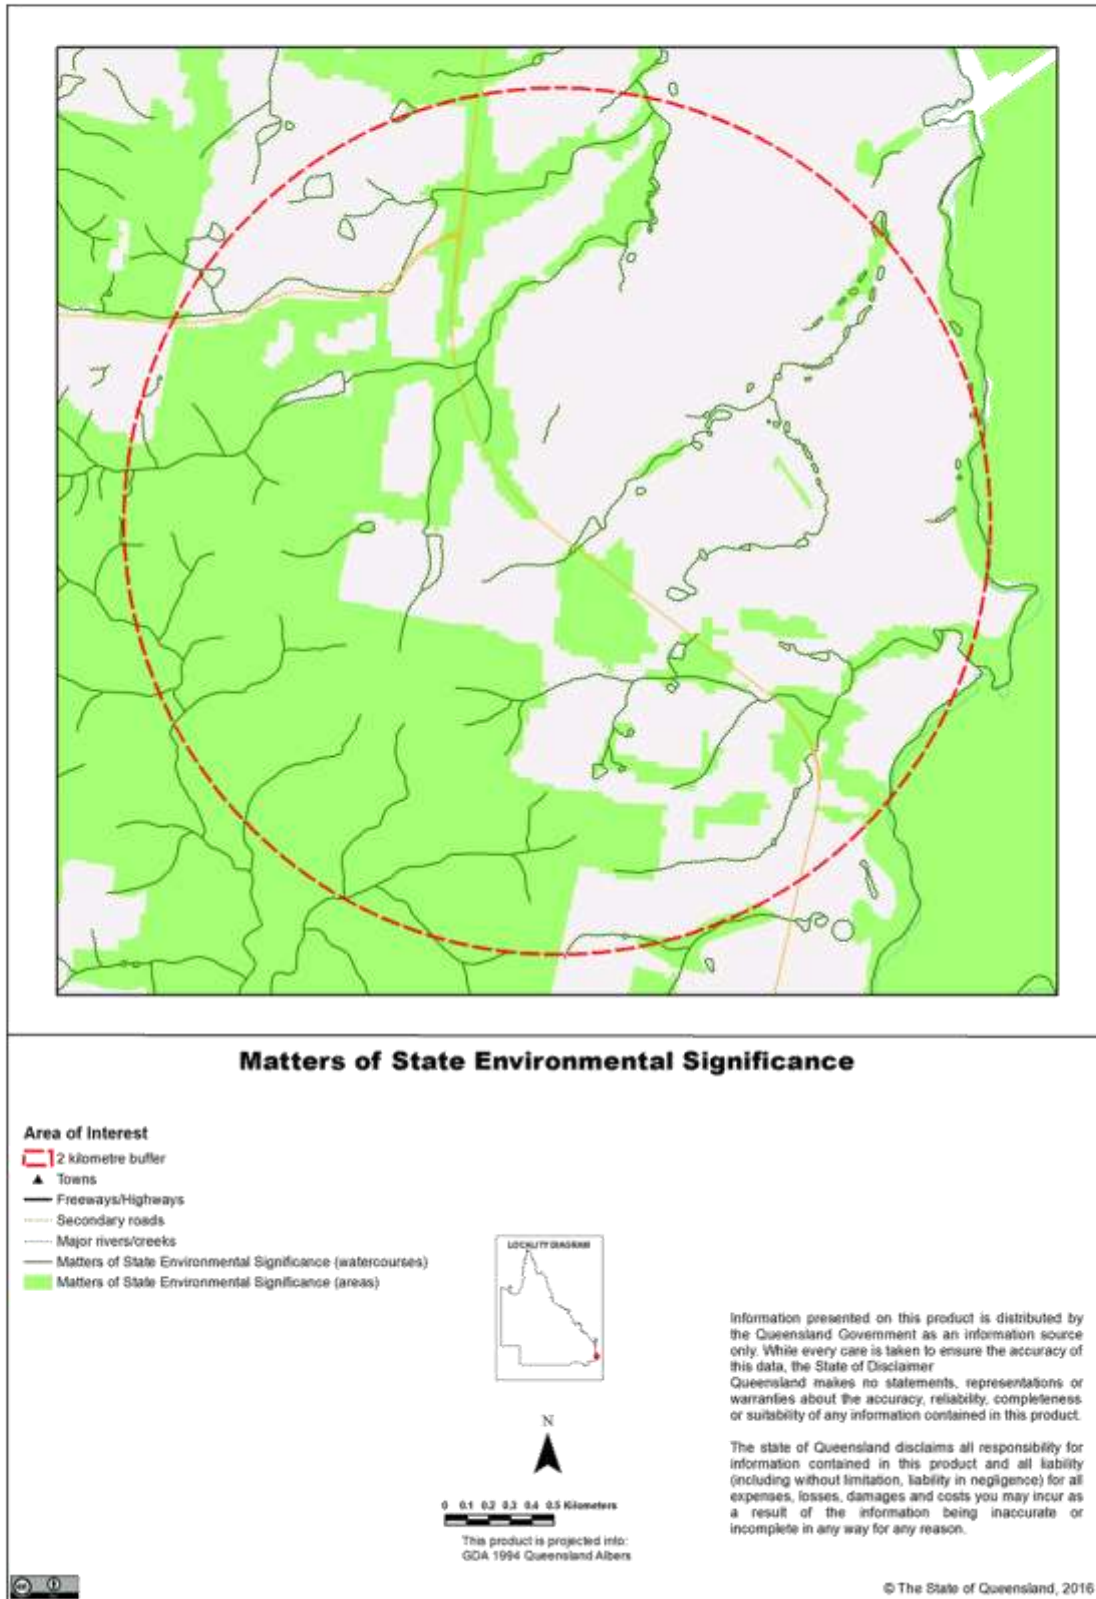 Matters of State Environmental Significance
Area of Interest
2 kilometre buffer
Towns
Freeways/Highways
Secondary roads
Major rivers/creeks
Matters of State Environmental Significance (watercourses)
Matters of State Environmental Significance (areas)
LOCALITY DIAGRAM
N
0 0.1 0.2 0.3 0.4 0.5 Kilometers
This product is projected into:
GDA 1994 Queensland Albers
Information presented on this product is distributed by
the Queensland Government as an information source
only. While every care is taken to ensure the accuracy of
this data, the State of Disclaimer
Queensland makes no statements, representations or
warranties about the accuracy, reliability, completeness
or suitability of any information contained in this product.
The state of Queensland disclaims all responsibility for
information contained in this product and all liability
(including without limitation, liability in negligence) for all
expenses, losses, damages and costs you may incur as
a result of the information being inaccurate or
incomplete in any way for any reason.
© The State of Queensland, 2016